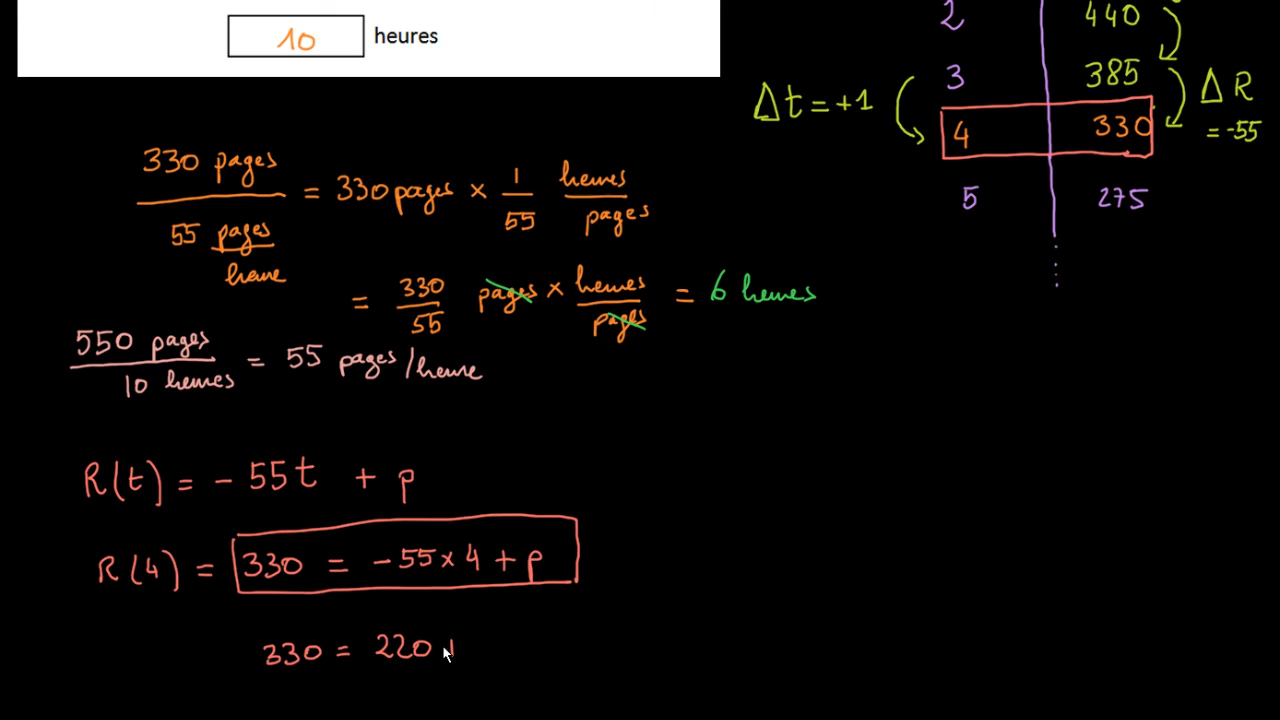 10 heures
2 440
3 385
Δt = +1
ΔR
= -55
4 330
5 275
330 pages / 55 pages/heure = 330 pages × 1/55 heures/pages
= 330/55 pages × heures/pages = 6 heures
550 pages / 10 heures = 55 pages/heure
R(t) = - 55t + p
R(4) = 330 = -55 × 4 + p
330 = 220